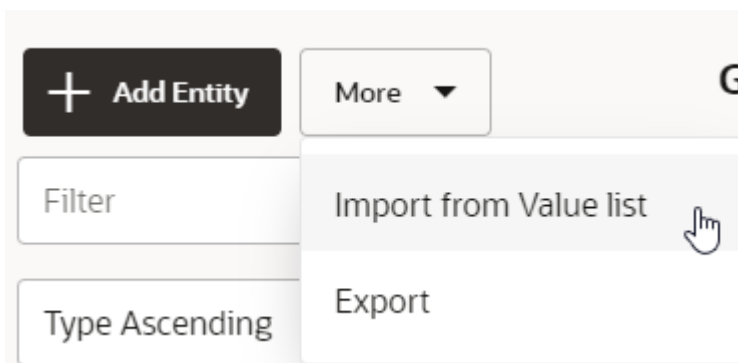 Add Entity
More
G
Filter
Import from Value list
Type Ascending
Export